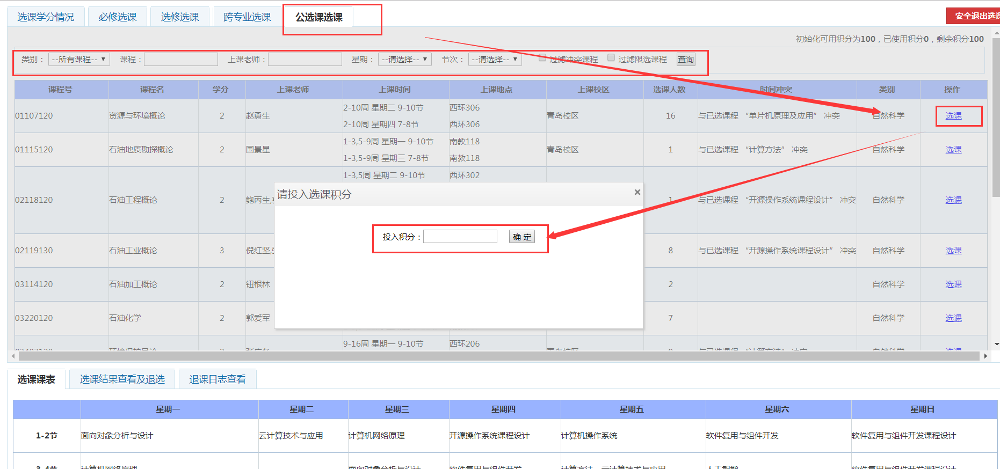 选课学分情况 必修选课 选修选课 跨专业选课 公选课选课 安全退出选课
初始化可用积分为100，已使用积分0，剩余积分100
类别： --所有课程-- 课程： 上课老师： 星期： --请选择-- 节次： --请选择-- 过滤冲突课程 过滤限选课程 查询
课程号 课程名 学分 上课老师 上课时间 上课地点 上课校区 选课人数 时间冲突 类别 操作
01107120 资源与环境概论 2 赵勇生 2-10周 星期二 9-10节 西环306 青岛校区 16 与已选课程 “单片机原理及应用” 冲突 自然科学 选课
2-10周 星期四 7-8节 西环306
01115120 石油地质勘探概论 2 国景星 1-3,5-9周 星期一 9-10节 南教118 青岛校区 1 与已选课程 “计算方法” 冲突 自然科学 选课
1-3,5-9周 星期三 7-8节 南教118
1-3,5周 星期二 9-10节 西环302
02118120 石油工程概论 2 鲍丙生, 1 与已选课程 “开源操作系统课程设计” 冲突 自然科学 选课
02119130 石油工业概论 3 倪红坚, 8 与已选课程 “开源操作系统课程设计” 冲突 自然科学 选课
03114120 石油加工概论 2 钮根林 2 自然科学 选课
03220120 石油化学 2 郭爱军 7 自然科学 选课
9-16周 星期一 9-10节 西环206
请投入选课积分 ×
投入积分： 确 定
选课课表 选课结果查看及退选 退课日志查看
星期一 星期二 星期三 星期四 星期五 星期六 星期日
1-2节 面向对象分析与设计 云计算技术与应用 计算机网络原理 开源操作系统课程设计 计算机操作系统 软件复用与组件开发 软件复用与组件开发课程设计
3-4节 计算机网络原理 面向对象分析与设计 软件复用与组件开发 计算方法，云计算技术与应用 人工智能 软件复用与组件开发课程设计